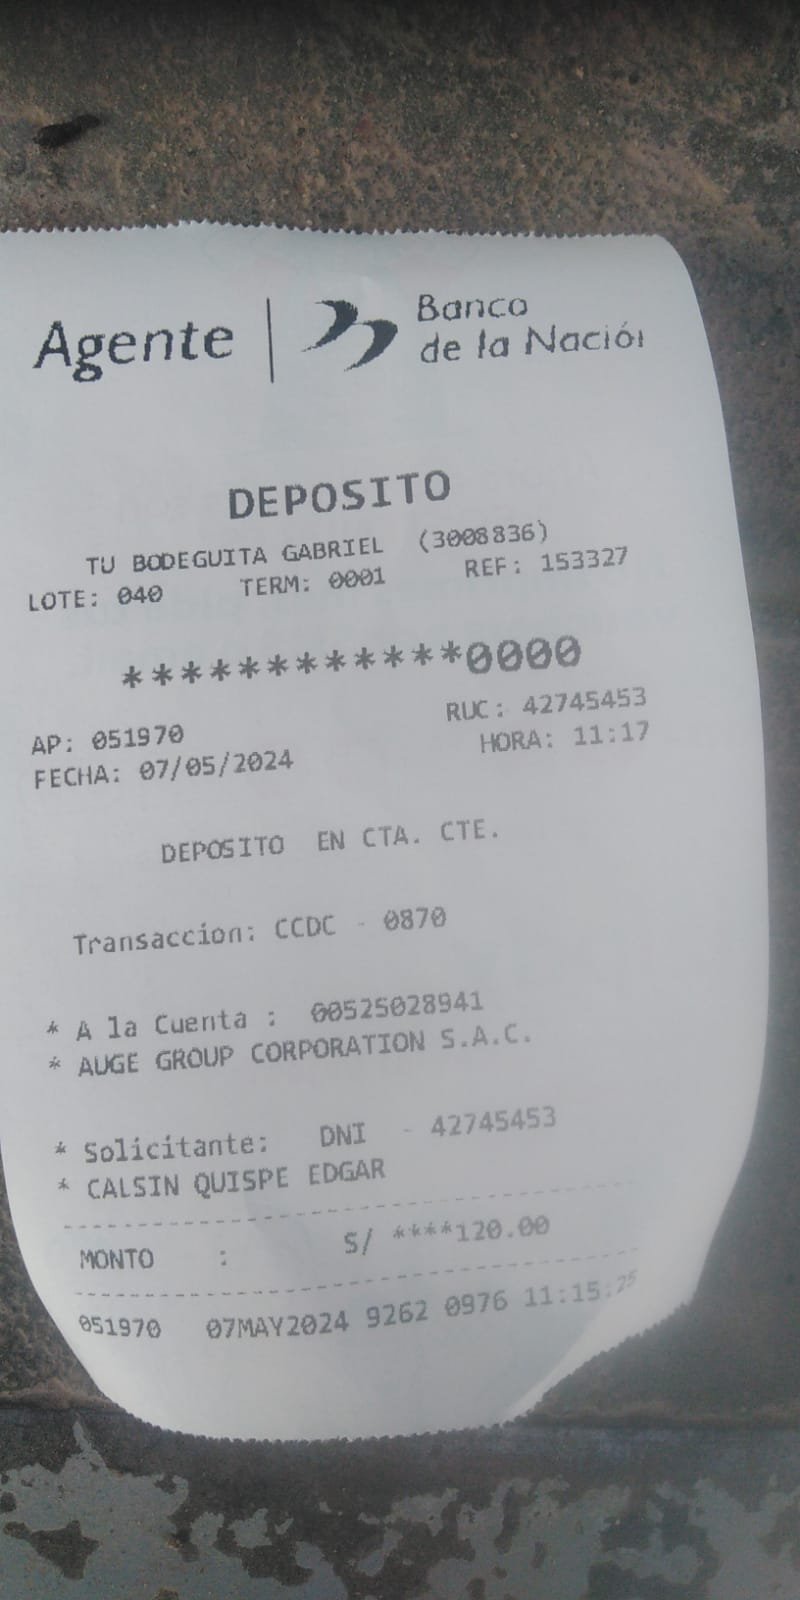 Agente | Banco
de la Nación
DEPOSITO
TU BODEGUITA GABRIEL (3008836)
LOTE: 040 TERM: 0001 REF: 153327
************0000
AP: 051970 RUC: 42745453
FECHA: 07/05/2024 HORA: 11:17
DEPOSITO EN CTA. CTE.
Transaccion: CCDC - 0870
* A la Cuenta : 00525028941
* AUGE GROUP CORPORATION S.A.C.
* Solicitante: DNI - 42745453
* CALSIN QUISPE EDGAR
MONTO : S/ ****120.00
051970 07MAY2024 9262 0976 11:15:25